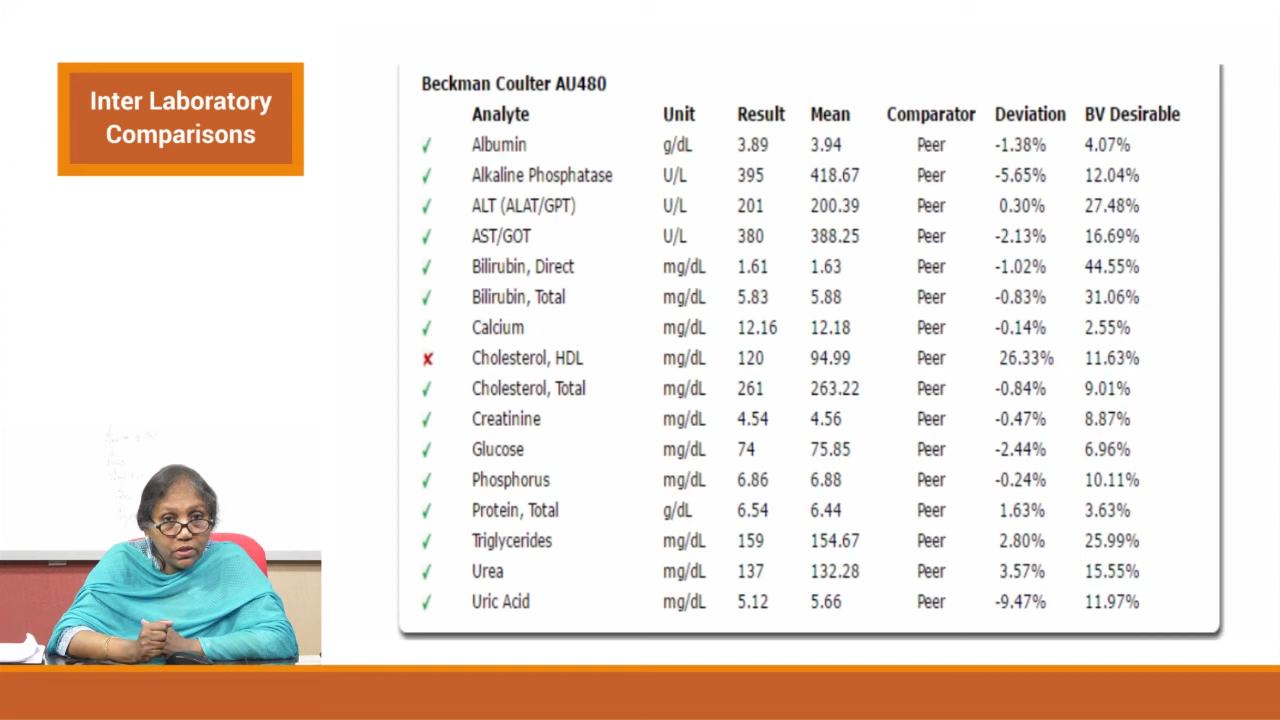 Inter Laboratory
Comparisons
Beckman Coulter AU480
Analyte Unit Result Mean Comparator Deviation BV Desirable
✓ Albumin g/dL 3.89 3.94 Peer -1.38% 4.07%
✓ Alkaline Phosphatase U/L 395 418.67 Peer -5.65% 12.04%
✓ ALT (ALAT/GPT) U/L 201 200.39 Peer 0.30% 27.48%
✓ AST/GOT U/L 380 388.25 Peer -2.13% 16.69%
✓ Bilirubin, Direct mg/dL 1.61 1.63 Peer -1.02% 44.55%
✓ Bilirubin, Total mg/dL 5.83 5.88 Peer -0.83% 31.06%
✓ Calcium mg/dL 12.16 12.18 Peer -0.14% 2.55%
✘ Cholesterol, HDL mg/dL 120 94.99 Peer 26.33% 11.63%
✓ Cholesterol, Total mg/dL 261 263.22 Peer -0.84% 9.01%
✓ Creatinine mg/dL 4.54 4.56 Peer -0.47% 8.87%
✓ Glucose mg/dL 74 75.85 Peer -2.44% 6.96%
✓ Phosphorus mg/dL 6.86 6.88 Peer -0.24% 10.11%
✓ Protein, Total g/dL 6.54 6.44 Peer 1.63% 3.63%
✓ Triglycerides mg/dL 159 154.67 Peer 2.80% 25.99%
✓ Urea mg/dL 137 132.28 Peer 3.57% 15.55%
✓ Uric Acid mg/dL 5.12 5.66 Peer -9.47% 11.97%